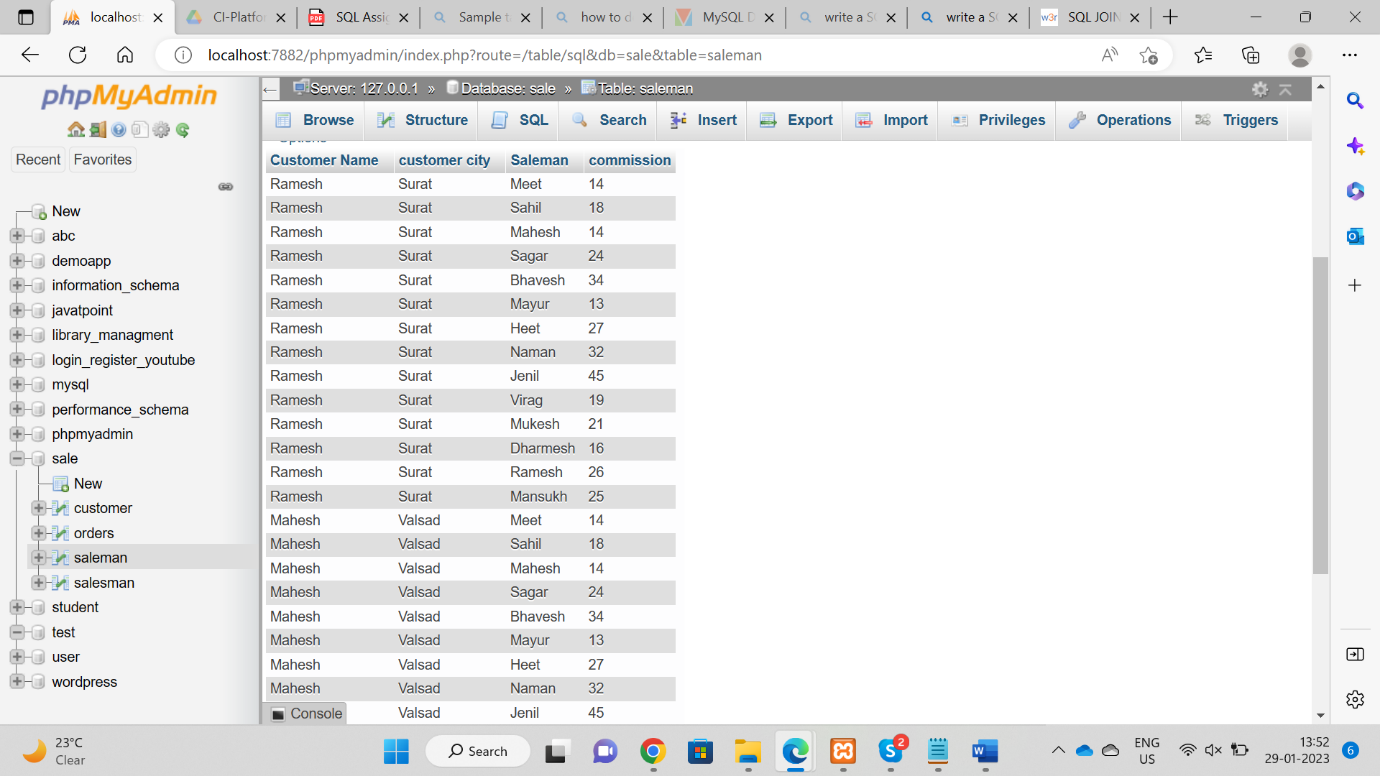 localhost:
CI-Platfor
SQL Assig
Sample t
how to d
MySQL D
write a S
write a S
SQL JOIN
localhost:7882/phpmyadmin/index.php?route=/table/sql&db=sale&table=saleman
phpMyAdmin
Recent
Favorites
New
abc
demoapp
information_schema
javatpoint
library_managment
login_register_youtube
mysql
performance_schema
phpmyadmin
sale
New
customer
orders
saleman
salesman
student
test
user
wordpress
Server: 127.0.0.1 » Database: sale » Table: saleman
Browse Structure SQL Search Insert Export Import Privileges Operations Triggers
Customer Name customer city Saleman commission
Ramesh Surat Meet 14
Ramesh Surat Sahil 18
Ramesh Surat Mahesh 14
Ramesh Surat Sagar 24
Ramesh Surat Bhavesh 34
Ramesh Surat Mayur 13
Ramesh Surat Heet 27
Ramesh Surat Naman 32
Ramesh Surat Jenil 45
Ramesh Surat Virag 19
Ramesh Surat Mukesh 21
Ramesh Surat Dharmesh 16
Ramesh Surat Ramesh 26
Ramesh Surat Mansukh 25
Mahesh Valsad Meet 14
Mahesh Valsad Sahil 18
Mahesh Valsad Mahesh 14
Mahesh Valsad Sagar 24
Mahesh Valsad Bhavesh 34
Mahesh Valsad Mayur 13
Mahesh Valsad Heet 27
Mahesh Valsad Naman 32
Valsad Jenil 45
Console
23°C
Clear
Search
2
ENG
US
13:52
29-01-2023
6